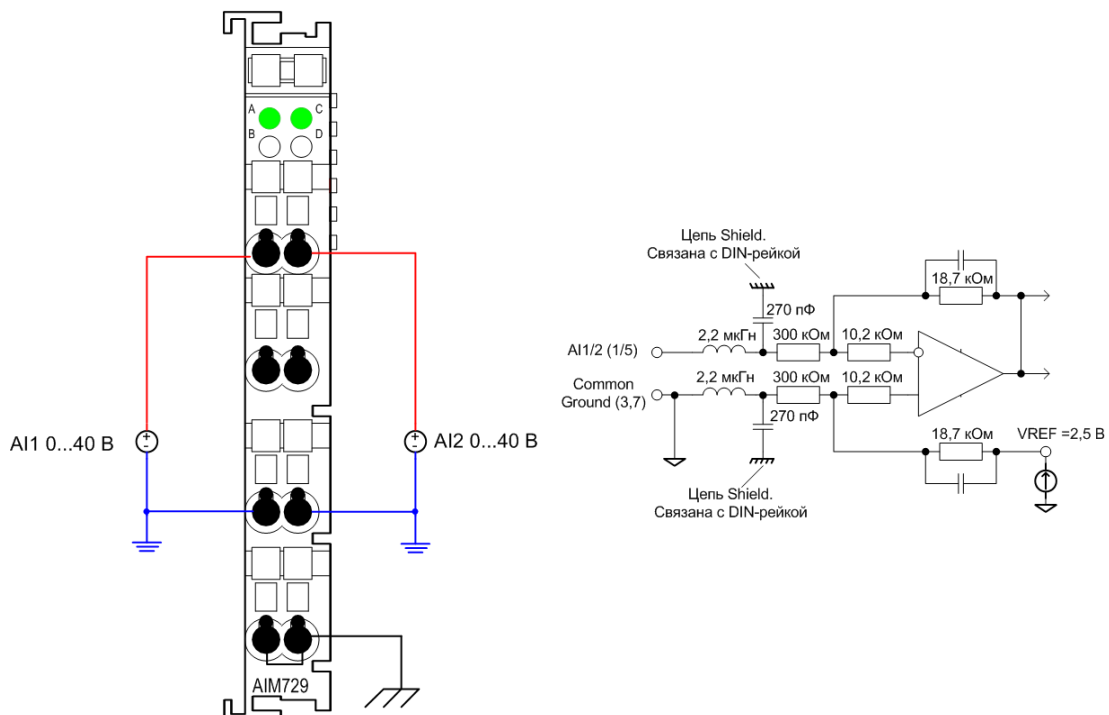 A
C
B
D
AI1 0...40 В
AI2 0...40 В
AIM729
Цепь Shield.
Связана с DIN-рейкой
18,7 кОм
270 пФ
2,2 мкГн
300 кОм
10,2 кОм
AI1/2 (1/5)
Common
Ground (3,7)
2,2 мкГн
300 кОм
10,2 кОм
270 пФ
18,7 кОм
VREF =2,5 В
Цепь Shield.
Связана с DIN-рейкой